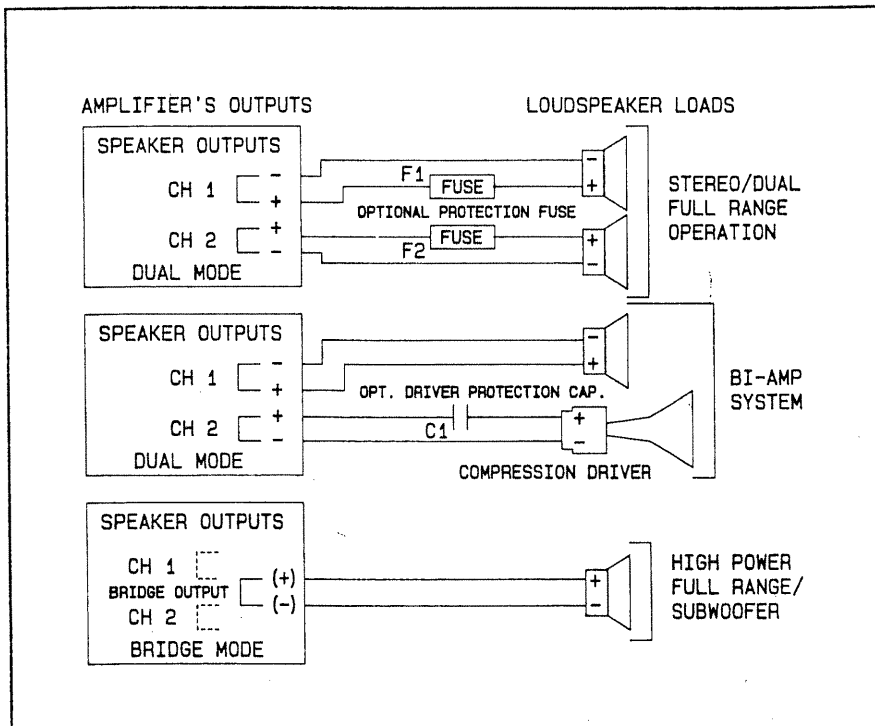 AMPLIFIER'S OUTPUTS
LOUDSPEAKER LOADS
SPEAKER OUTPUTS
CH 1
-
+
CH 2
+
-
DUAL MODE
F1
FUSE
OPTIONAL PROTECTION FUSE
FUSE
F2
-
+
+
-
STEREO/DUAL
FULL RANGE
OPERATION
SPEAKER OUTPUTS
CH 1
-
+
CH 2
+
-
DUAL MODE
-
+
OPT. DRIVER PROTECTION CAP.
C1
+
-
COMPRESSION DRIVER
BI-AMP
SYSTEM
SPEAKER OUTPUTS
CH 1
BRIDGE OUTPUT
CH 2
(+)
(-)
BRIDGE MODE
+
-
HIGH POWER
FULL RANGE/
SUBWOOFER